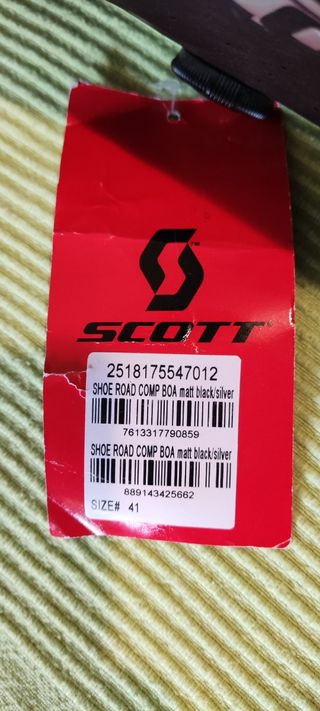 SCOTT™
2518175547012
SHOE ROAD COMP BOA matt black/silver
7613317790859
SHOE ROAD COMP BOA matt black/silver
889143425662
SIZE# 41